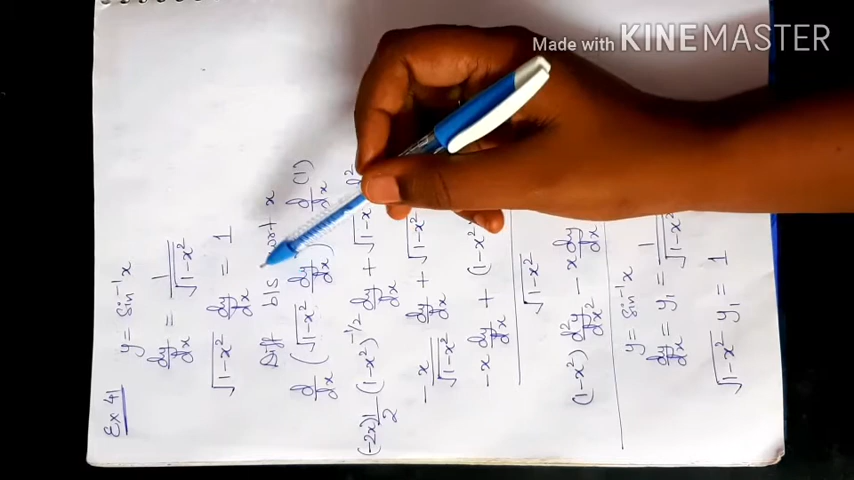 Made with KINEMASTER
Ex 41
y = Sin⁻¹x
dy/dx = 1/√1-x²
√1-x² dy/dx = 1
Diff b/s wrt x
d/dx (√1-x² dy/dx) d/dx (1)
(-2x) 1/2 (1-x²)^-1/2 dy/dx + √1-x
- x/√1-x² dy/dx + √1-x²
-x dy/dx + (1-x²
√1-x²
(1-x²) d²y/dx² - x dy/dx
y = Sin⁻¹x
dy/dx = y₁ = 1/√1-x²
√1-x² y₁ = 1